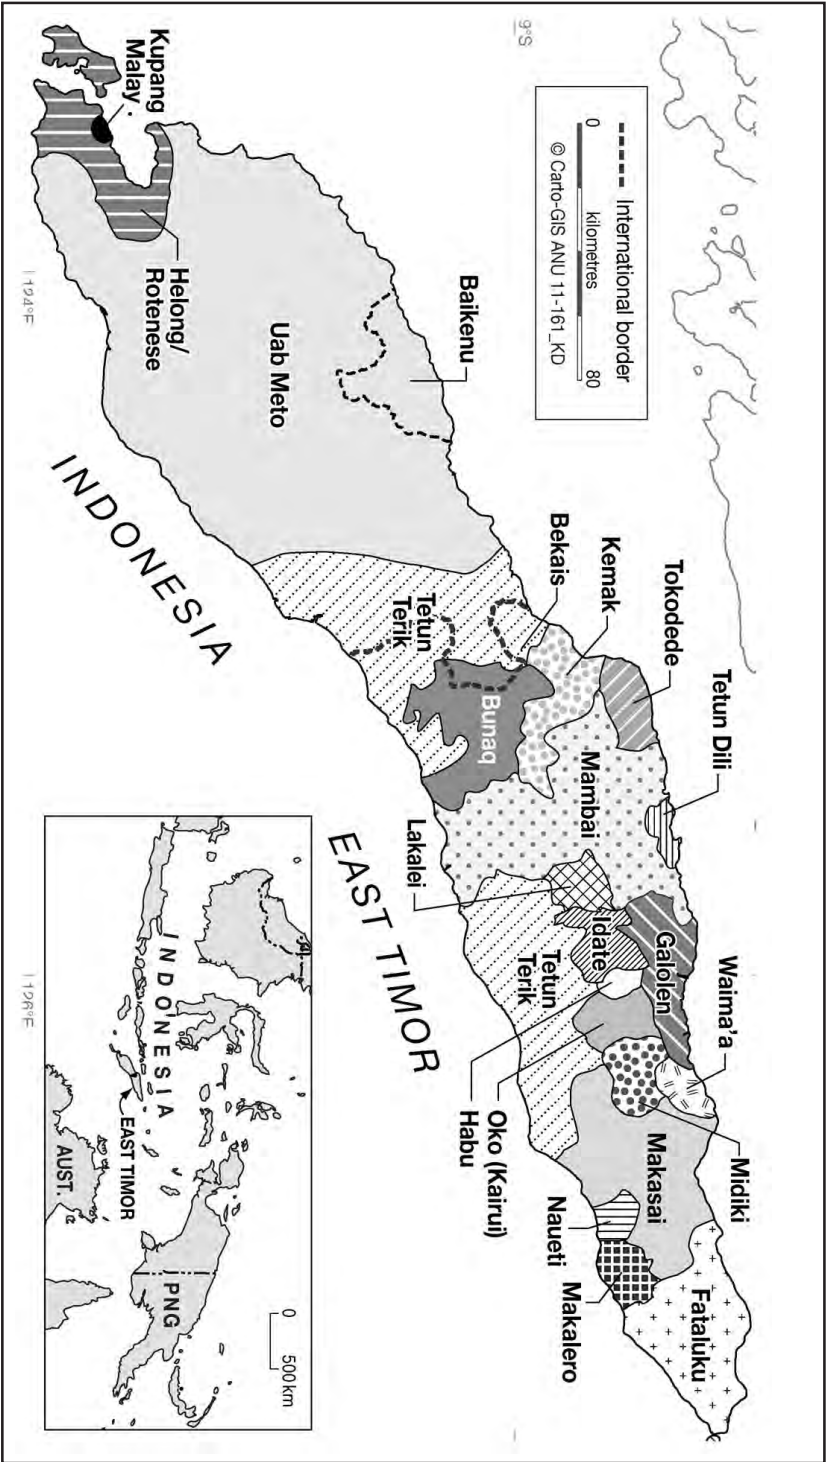 9°S
International border
0
kilometres
80
© Carto-GIS ANU 11-161_KD
Kupang
Malay
Helong/
Rotenese
Uab Meto
Baikenu
Tetun
Terik
Bekais
Kemak
Tokodede
Tetun Dili
Bunaq
Mambai
Lakalei
Idate
Galolen
Tetun
Terik
Waima'a
Habu
Oko (Kairui)
Midiki
Makasai
Naueti
Makalero
Fataluku
INDONESIA
EAST TIMOR
124°E
126°E
INDONESIA
EAST TIMOR
AUST.
PNG
0
500km